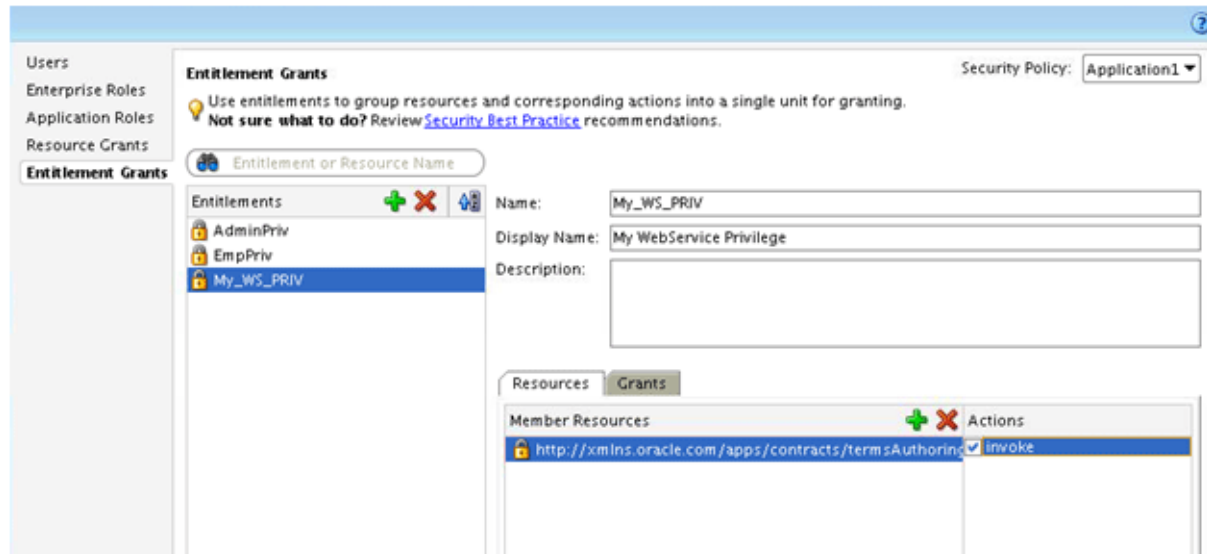 Users
Enterprise Roles
Application Roles
Resource Grants
Entitlement Grants
Entitlement Grants
Security Policy: Application1
Use entitlements to group resources and corresponding actions into a single unit for granting.
Not sure what to do? Review Security Best Practice recommendations.
Entitlement or Resource Name
Entitlements
AdminPriv
EmpPriv
My_WS_PRIV
Name: My_WS_PRIV
Display Name: My WebService Privilege
Description:
Resources Grants
Member Resources Actions
http://xmlns.oracle.com/apps/contracts/termsAuthoring invoke